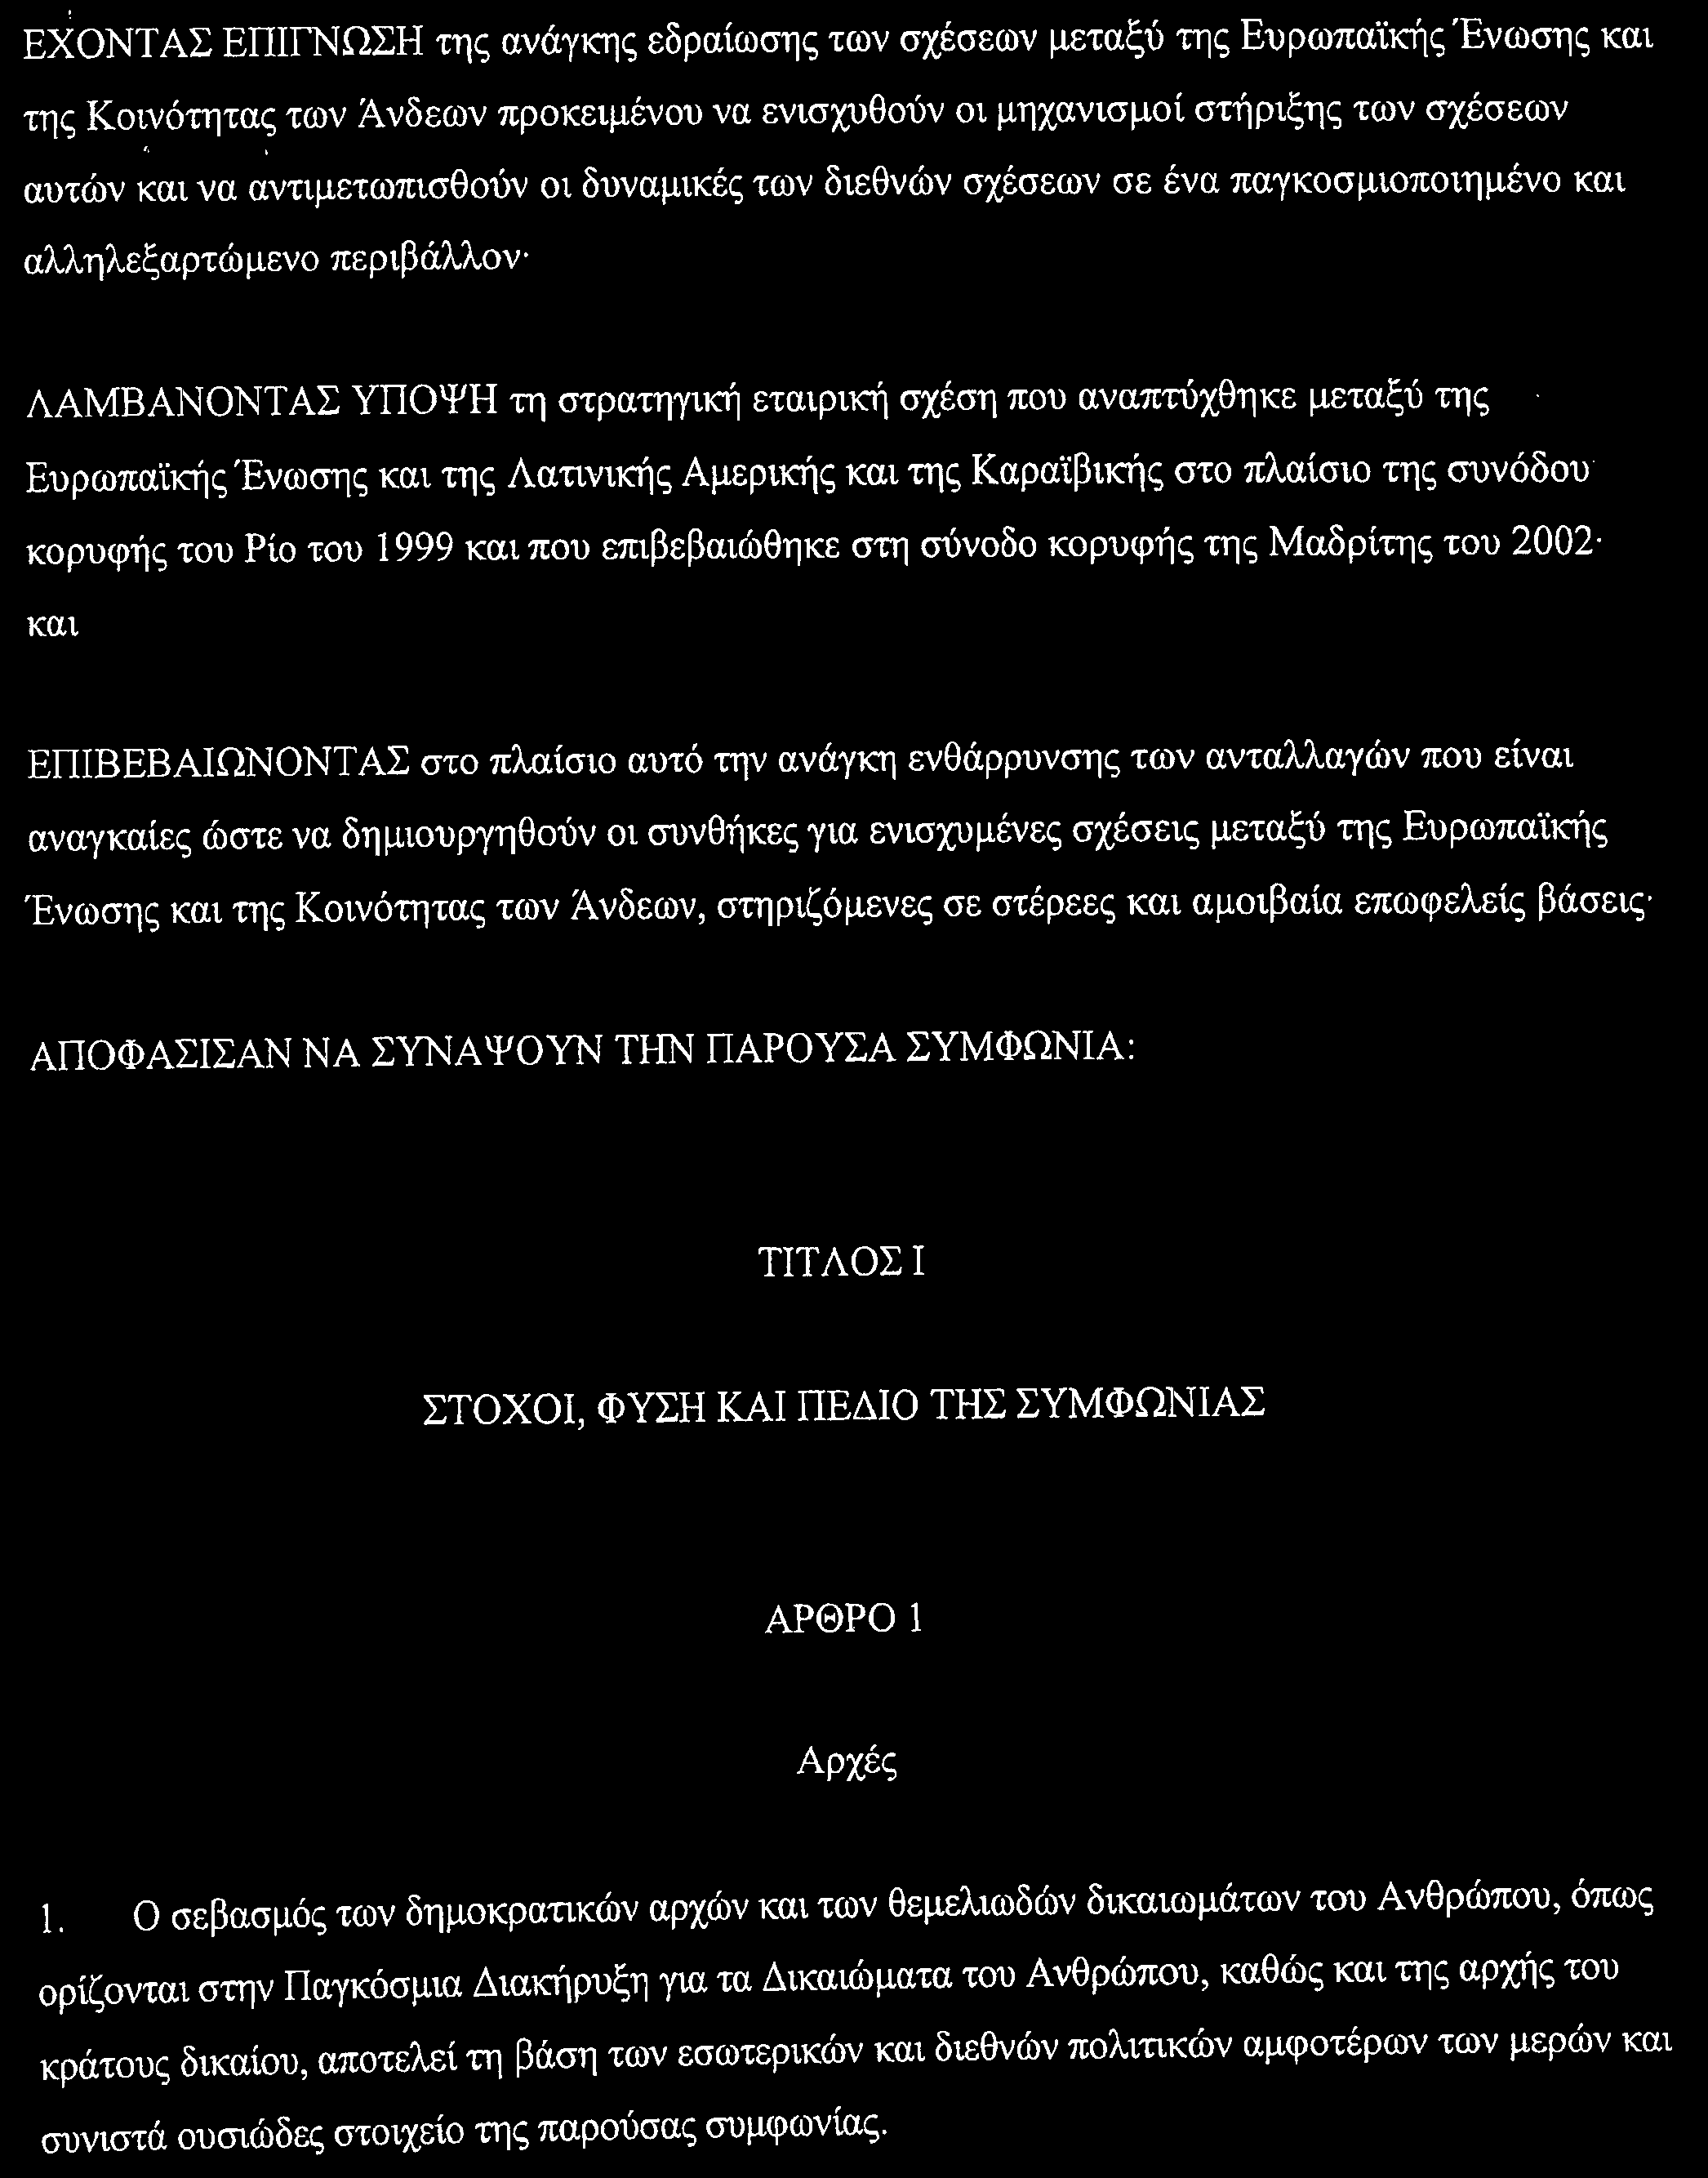 ΕΧΟΝΤΑΣ ΕΠΙΓΝΩΣΗ της ανάγκης εδραίωσης των σχέσεων μεταξύ της Ευρωπαϊκής Ένωσης και
της Κοινότητας των Άνδεων προκειμένου να ενισχυθούν οι μηχανισμοί στήριξης των σχέσεων
αυτών και να αντιμετωπισθούν οι δυναμικές των διεθνών σχέσεων σε ένα παγκοσμιοποιημένο και
αλληλεξαρτώμενο περιβάλλον·
ΛΑΜΒΑΝΟΝΤΑΣ ΥΠΟΨΗ τη στρατηγική εταιρική σχέση που αναπτύχθηκε μεταξύ της
Ευρωπαϊκής Ένωσης και της Λατινικής Αμερικής και της Καραϊβικής στο πλαίσιο της συνόδου
κορυφής του Ρίο του 1999 και που επιβεβαιώθηκε στη σύνοδο κορυφής της Μαδρίτης του 2002·
και
ΕΠΙΒΕΒΑΙΩΝΟΝΤΑΣ στο πλαίσιο αυτό την ανάγκη ενθάρρυνσης των ανταλλαγών που είναι
αναγκαίες ώστε να δημιουργηθούν οι συνθήκες για ενισχυμένες σχέσεις μεταξύ της Ευρωπαϊκής
Ένωσης και της Κοινότητας των Άνδεων, στηριζόμενες σε στέρεες και αμοιβαία επωφελείς βάσεις·
ΑΠΟΦΑΣΙΣΑΝ ΝΑ ΣΥΝΑΨΟΥΝ ΤΗΝ ΠΑΡΟΥΣΑ ΣΥΜΦΩΝΙΑ:
ΤΙΤΛΟΣ Ι
ΣΤΟΧΟΙ, ΦΥΣΗ ΚΑΙ ΠΕΔΙΟ ΤΗΣ ΣΥΜΦΩΝΙΑΣ
ΑΡΘΡΟ 1
Αρχές
1. Ο σεβασμός των δημοκρατικών αρχών και των θεμελιωδών δικαιωμάτων του Ανθρώπου, όπως
ορίζονται στην Παγκόσμια Διακήρυξη για τα Δικαιώματα του Ανθρώπου, καθώς και της αρχής του
κράτους δικαίου, αποτελεί τη βάση των εσωτερικών και διεθνών πολιτικών αμφοτέρων των μερών και
συνιστά ουσιώδες στοιχείο της παρούσας συμφωνίας.